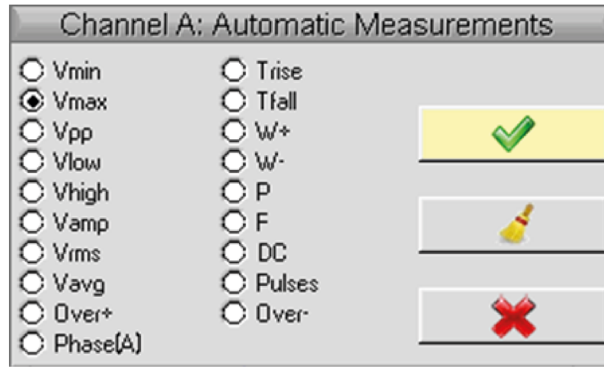 Channel A: Automatic Measurements
Vmin
Vmax
Vpp
Vlow
Vhigh
Vamp
Vrms
Vavg
Over+
Phase(A)
Trise
Tfall
W+
W-
P
F
DC
Pulses
Over-